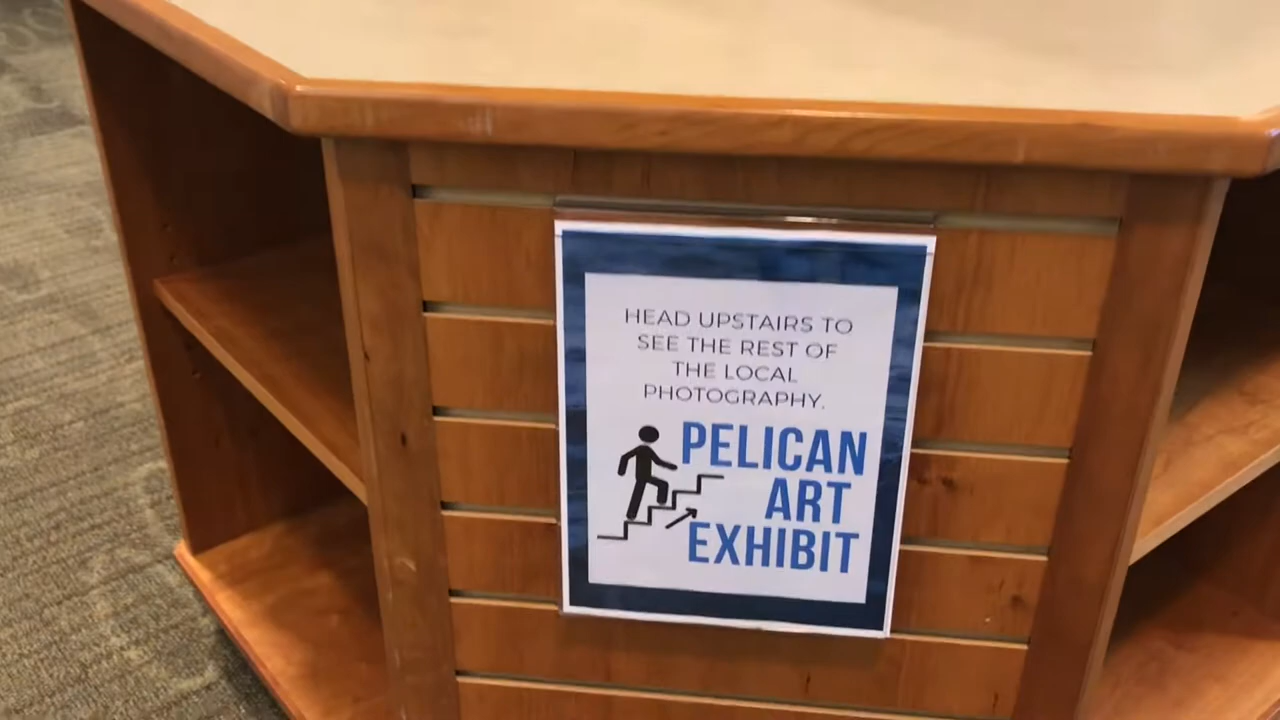 HEAD UPSTAIRS TO
SEE THE REST OF
THE LOCAL
PHOTOGRAPHY.
PELICAN
ART
EXHIBIT